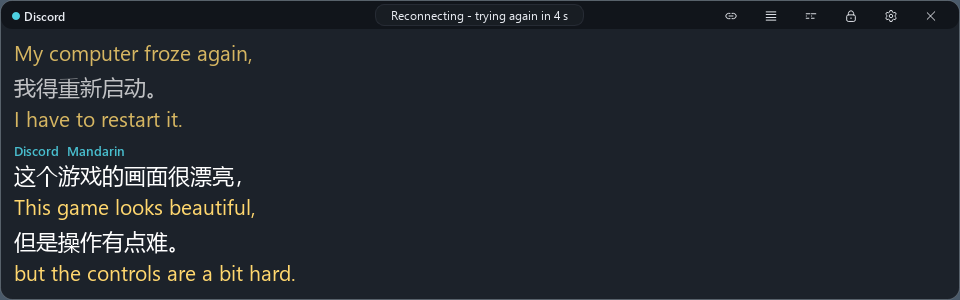 Discord
Reconnecting - trying again in 4 s
My computer froze again,
我得重新启动。
I have to restart it.
Discord Mandarin
这个游戏的画面很漂亮，
This game looks beautiful,
但是操作有点难。
but the controls are a bit hard.